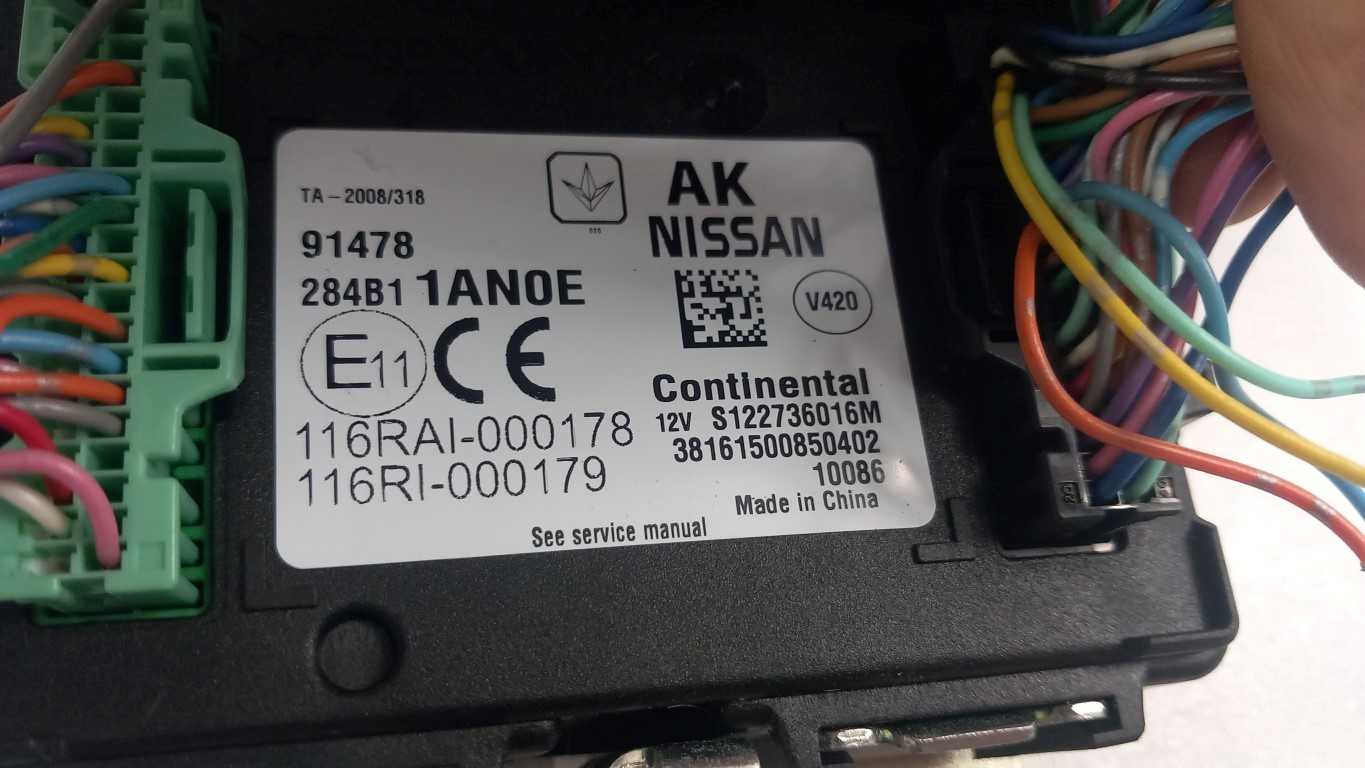 TA-2008/318
AK
NISSAN
91478
284B1 1AN0E
V420
E11 CE
Continental
12V S122736016M
116RAI-000178
38161500850402
116RI-000179
10086
Made in China
See service manual